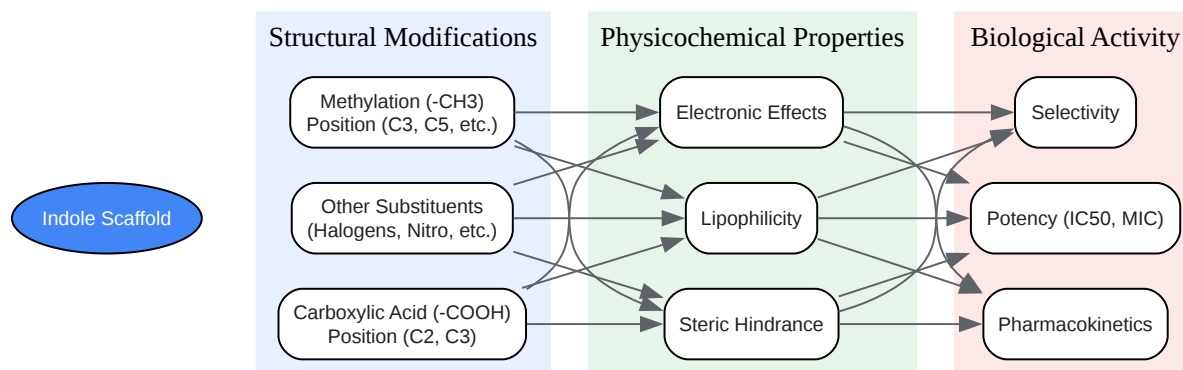 Structural Modifications
Physicochemical Properties
Biological Activity
Indole Scaffold
Methylation (-CH3)
Position (C3, C5, etc.)
Other Substituents
(Halogens, Nitro, etc.)
Carboxylic Acid (-COOH)
Position (C2, C3)
Electronic Effects
Lipophilicity
Steric Hindrance
Selectivity
Potency (IC50, MIC)
Pharmacokinetics